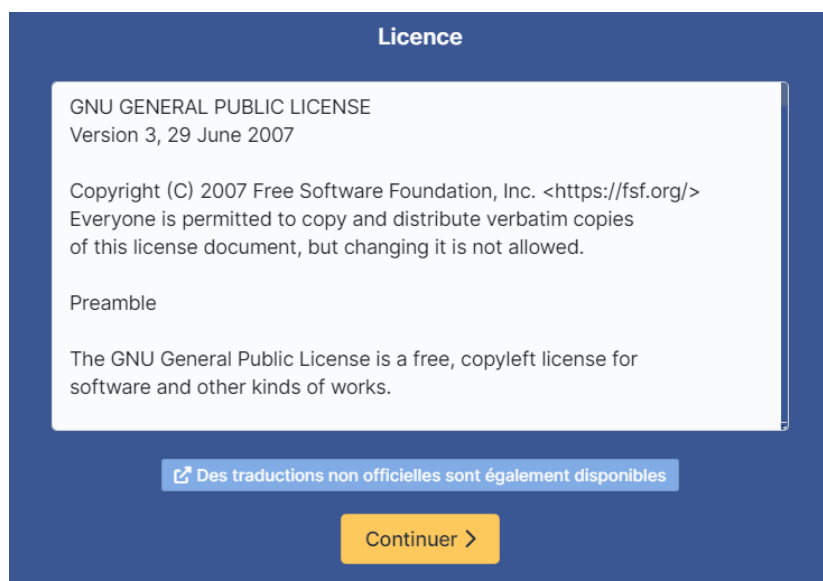 Licence
GNU GENERAL PUBLIC LICENSE
Version 3, 29 June 2007
Copyright (C) 2007 Free Software Foundation, Inc. <https://fsf.org/>
Everyone is permitted to copy and distribute verbatim copies
of this license document, but changing it is not allowed.
Preamble
The GNU General Public License is a free, copyleft license for
software and other kinds of works.
Des traductions non officielles sont également disponibles
Continuer